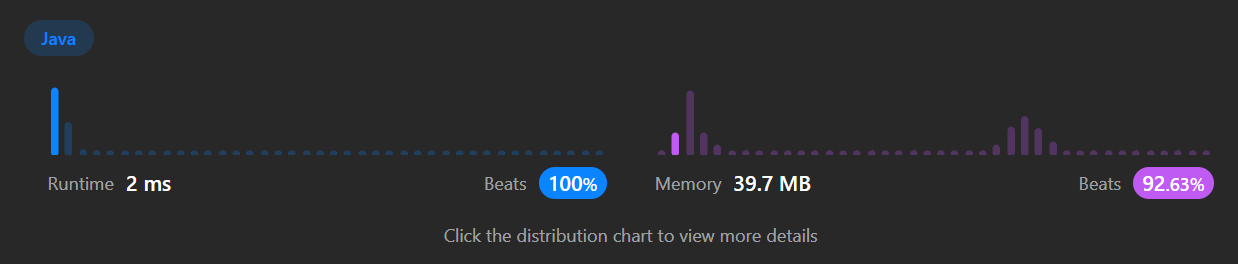 Java
Runtime 2 ms Beats 100% Memory 39.7 MB Beats 92.63%
Click the distribution chart to view more details